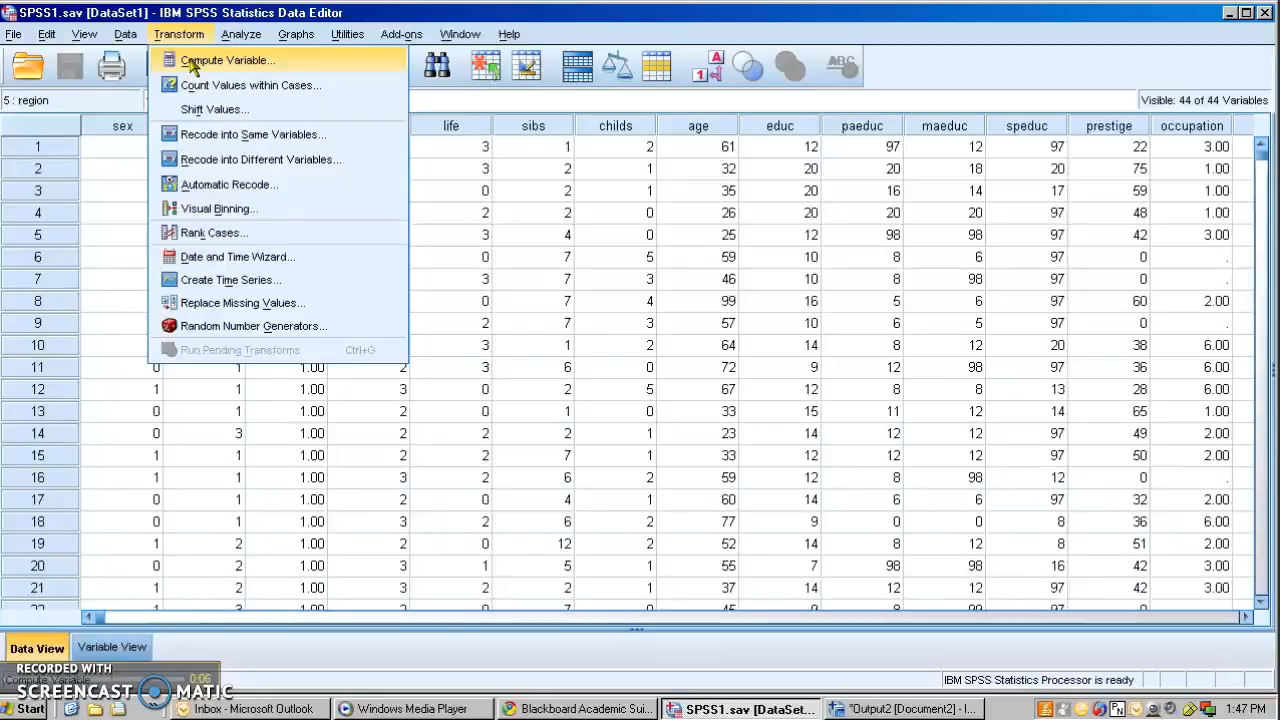 SPSS1.sav [DataSet1] - IBM SPSS Statistics Data Editor
File Edit View Data Transform Analyze Graphs Utilities Add-ons Window Help
Compute Variable...
Count Values within Cases...
Shift Values...
Recode into Same Variables...
Recode into Different Variables...
Automatic Recode...
Visual Binning...
Rank Cases...
Date and Time Wizard...
Create Time Series...
Replace Missing Values...
Random Number Generators...
Run Pending Transforms Ctrl+G
A
1
ABC
5 : region Visible: 44 of 44 Variables
sex life sibs childs age educ paeduc maeduc speduc prestige occupation
1 3 1 2 61 12 97 12 97 22 3.00
2 3 2 1 32 20 20 18 20 75 1.00
3 0 2 1 35 20 16 14 17 59 1.00
4 2 2 0 26 20 20 20 97 48 1.00
5 3 4 0 25 12 98 98 97 42 3.00
6 0 7 5 59 10 8 6 97 0 .
7 3 7 3 46 10 8 98 97 0 .
8 0 7 4 99 16 5 6 97 60 2.00
9 2 7 3 57 10 6 5 97 0 .
10 3 1 2 64 14 8 12 20 38 6.00
11 0 1 1.00 2 3 6 0 72 9 12 98 97 36 6.00
12 1 1 1.00 3 0 2 5 67 12 8 8 13 28 6.00
13 0 1 1.00 2 0 1 0 33 15 11 12 14 65 1.00
14 0 3 1.00 2 2 2 1 23 14 12 12 97 49 2.00
15 1 1 1.00 2 2 7 1 33 12 12 12 97 50 2.00
16 1 1 1.00 3 2 6 2 59 12 8 98 12 0 .
17 0 1 1.00 2 0 4 1 60 14 6 6 97 32 2.00
18 0 1 1.00 3 2 6 2 77 9 0 0 8 36 6.00
19 1 2 1.00 2 0 12 2 52 14 8 12 8 51 2.00
20 0 2 1.00 3 1 5 1 55 7 98 98 16 42 3.00
21 1 2 1.00 3 2 2 1 37 14 12 12 97 42 3.00
Data View Variable View
RECORDED WITH
SCREENCAST MATIC
0:06
Compute Variable...
IBM SPSS Statistics Processor is ready
Start Inbox - Microsoft Outlook Windows Media Player Blackboard Academic Sui... SPSS1.sav [DataSet... *Output2 [Document2] - I... 1:47 PM